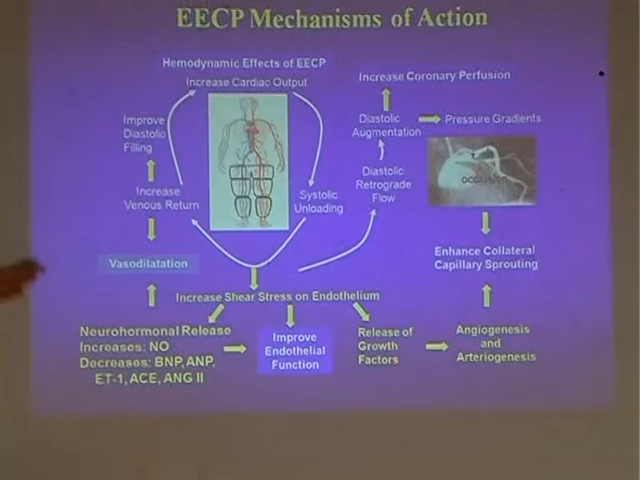 EECP Mechanisms of Action
Hemodynamic Effects of EECP
Increase Cardiac Output
Increase Coronary Perfusion
Improve
Diastolic
Filling
Diastolic
Augmentation
Pressure Gradients
Diastolic
Retrograde
Flow
occlusion
Increase
Venous Return
Systolic
Unloading
Vasodilatation
Enhance Collateral
Capillary Sprouting
Increase Shear Stress on Endothelium
Neurohormonal Release
Increases: NO
Decreases: BNP, ANP,
ET-1, ACE, ANG II
Improve
Endothelial
Function
Release of
Growth
Factors
Angiogenesis
and
Arteriogenesis